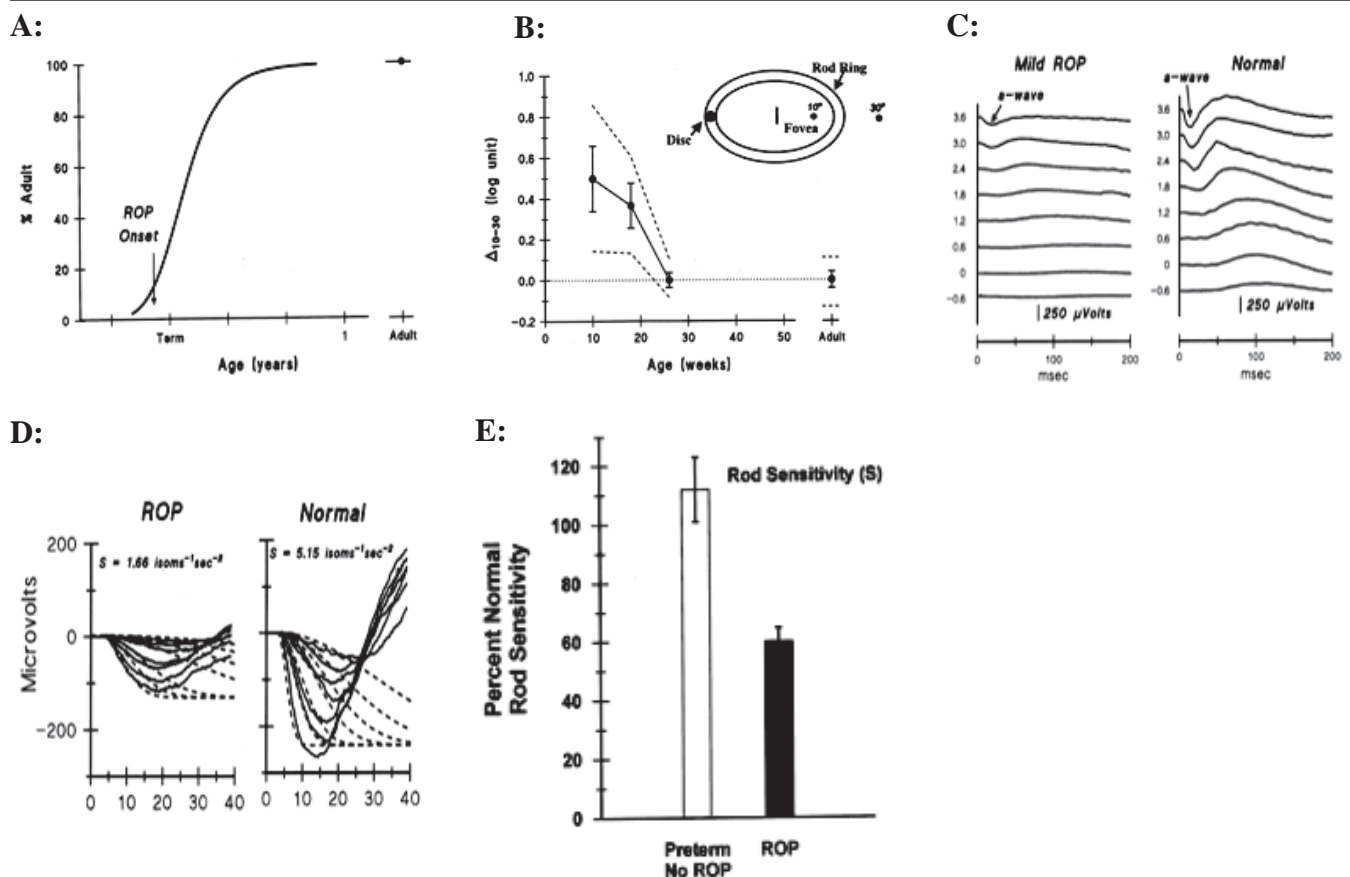 A:
100
80
60
40
20
0
% Adult
ROP
Onset
Term
1
Adult
Age (years)
B:
1.0
0.8
0.6
0.4
0.2
0.0
-0.2
Δ10-30 (log unit)
Rod Ring
10°
30°
Fovea
Disc
0
10
20
30
40
50
Adult
Age (weeks)
C:
Mild ROP
a-wave
3.6
3.0
2.4
1.8
1.2
0.6
0
-0.6
250 μVolts
0
100
200
msec
Normal
a-wave
3.6
3.0
2.4
1.8
1.2
0.6
0
-0.6
250 μVolts
0
100
200
msec
D:
ROP
S = 1.66 isoms⁻¹sec⁻²
200
0
-200
Microvolts
0
10
20
30
40
Normal
S = 5.15 isoms⁻¹sec⁻²
0
10
20
30
40
E:
Rod Sensitivity (S)
120
100
80
60
40
20
0
Percent Normal
Rod Sensitivity
Preterm
No ROP
ROP